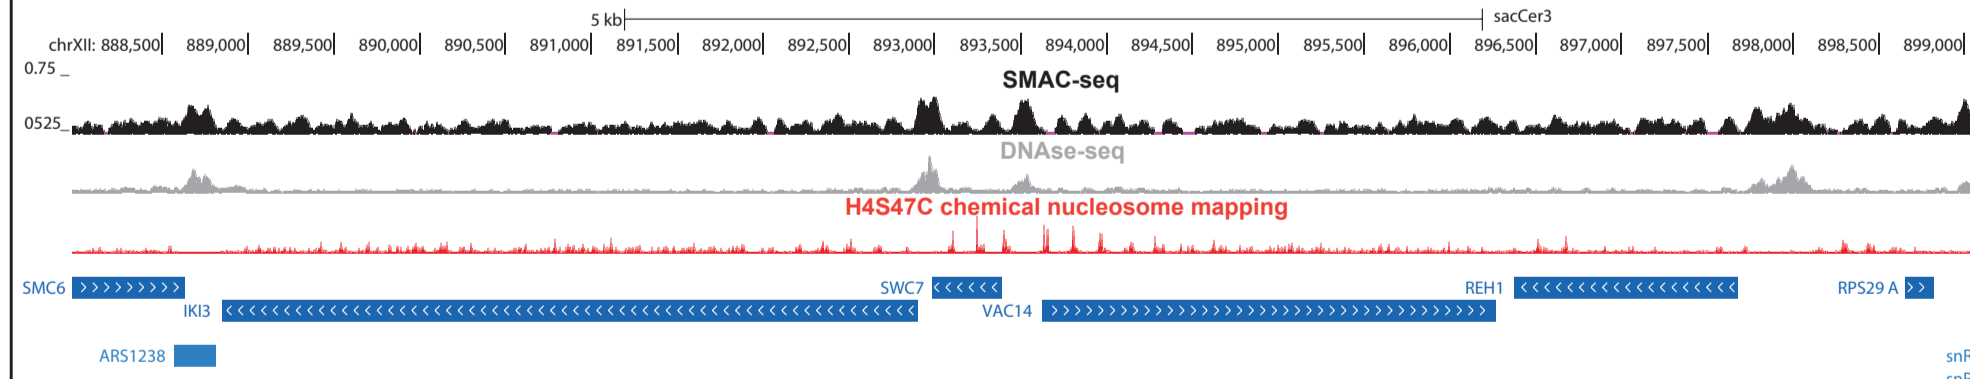 5 kb sacCer3
chrXII: 888,500 889,000 889,500 890,000 890,500 891,000 891,500 892,000 892,500 893,000 893,500 894,000 894,500 895,000 895,500 896,000 896,500 897,000 897,500 898,000 898,500 899,000
0.75 _
SMAC-seq
0525_
DNAse-seq
H4S47C chemical nucleosome mapping
SMC6 SWC7 REH1 RPS29 A
IKI3 VAC14
ARS1238 snR